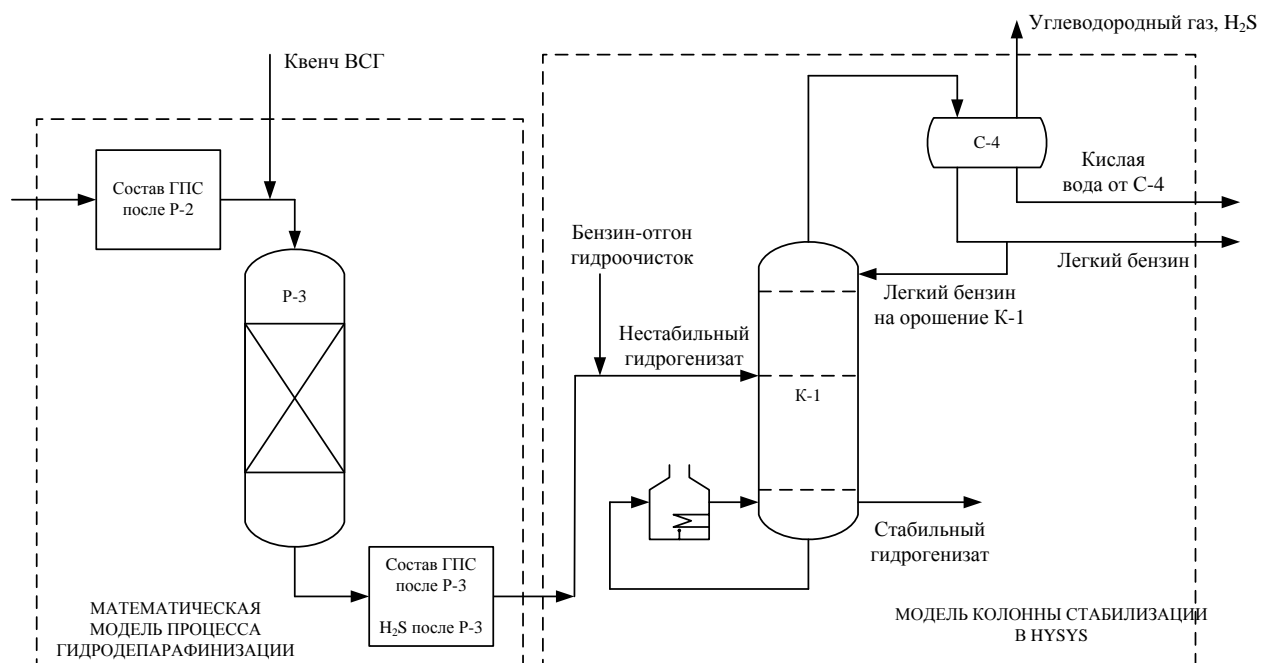 Углеводородный газ, H₂S
Квенч ВСГ
С-4
Состав ГПС
после Р-2
Кислая
вода от С-4
Бензин-отгон
гидроочисток
Легкий бензин
Р-3
Легкий бензин
на орошение К-1
Нестабильный
гидрогенизат
К-1
Стабильный
гидрогенизат
Состав ГПС
после Р-3
H₂S после Р-3
МАТЕМАТИЧЕСКАЯ
МОДЕЛЬ ПРОЦЕССА
ГИДРОДЕПАРАФИНИЗАЦИИ
МОДЕЛЬ КОЛОННЫ СТАБИЛИЗАЦИИ
В HYSYS